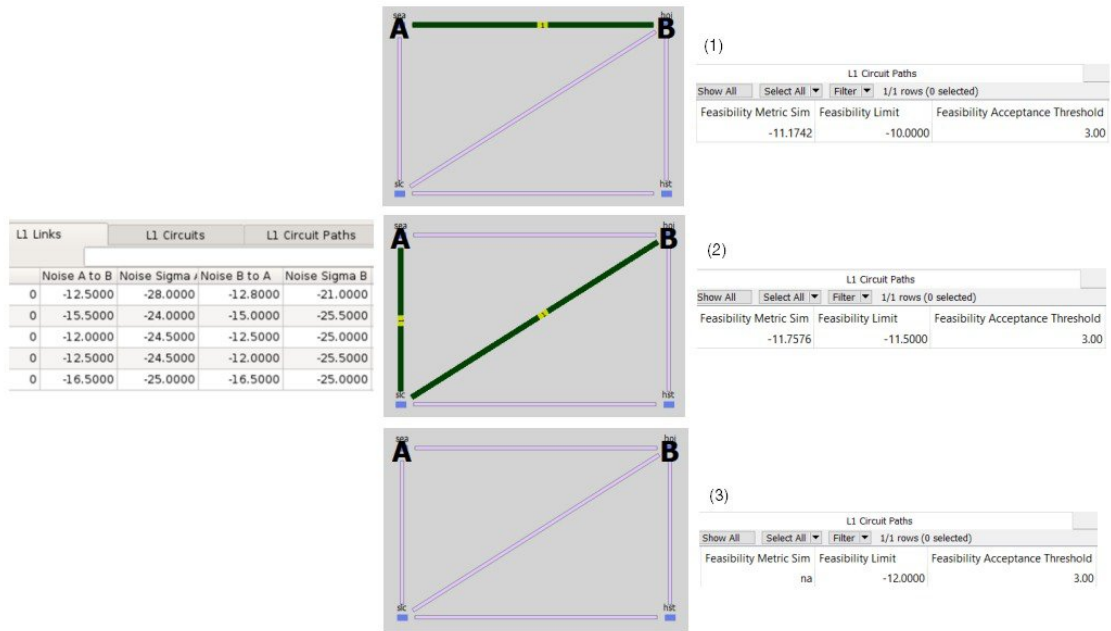 L1 Links L1 Circuits L1 Circuit Paths
Noise A to B Noise Sigma A Noise B to A Noise Sigma B
0 -12.5000 -28.0000 -12.8000 -21.0000
0 -15.5000 -24.0000 -15.0000 -25.5000
0 -12.0000 -24.5000 -12.5000 -25.0000
0 -12.5000 -24.5000 -12.0000 -25.5000
0 -16.5000 -25.0000 -16.5000 -25.0000
sea boi
A 1 B
slc hst
(1)
L1 Circuit Paths
Show All Select All Filter 1/1 rows (0 selected)
Feasibility Metric Sim Feasibility Limit Feasibility Acceptance Threshold
-11.1742 -10.0000 3.00
sea boi
A B
1 1
slc hst
(2)
L1 Circuit Paths
Show All Select All Filter 1/1 rows (0 selected)
Feasibility Metric Sim Feasibility Limit Feasibility Acceptance Threshold
-11.7576 -11.5000 3.00
sea boi
A B
slc hst
(3)
L1 Circuit Paths
Show All Select All Filter 1/1 rows (0 selected)
Feasibility Metric Sim Feasibility Limit Feasibility Acceptance Threshold
na -12.0000 3.00